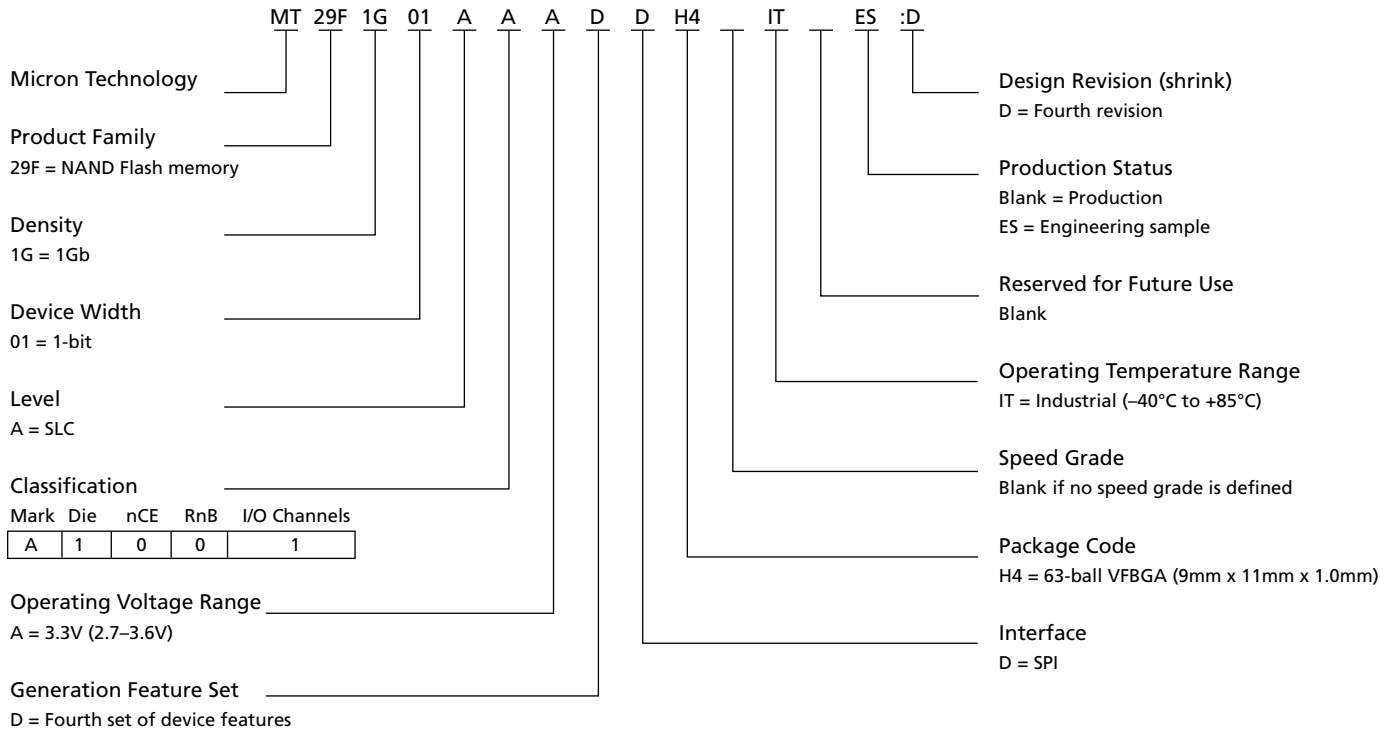 MT 29F 1G 01 A A A D D H4 IT ES :D
Micron Technology
Product Family
29F = NAND Flash memory
Density
1G = 1Gb
Device Width
01 = 1-bit
Level
A = SLC
Classification
Mark Die nCE RnB I/O Channels
A 1 0 0 1
Operating Voltage Range
A = 3.3V (2.7–3.6V)
Generation Feature Set
D = Fourth set of device features
Design Revision (shrink)
D = Fourth revision
Production Status
Blank = Production
ES = Engineering sample
Reserved for Future Use
Blank
Operating Temperature Range
IT = Industrial (–40°C to +85°C)
Speed Grade
Blank if no speed grade is defined
Package Code
H4 = 63-ball VFBGA (9mm x 11mm x 1.0mm)
Interface
D = SPI